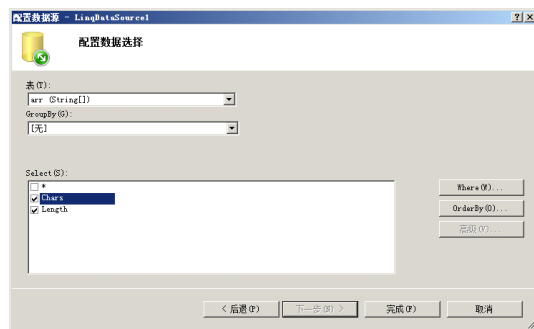 配置数据源 - LinqDataSource1
配置数据选择
表(T):
arr (String[])
GroupBy(G):
[无]
Select(S):
*
Chars
Length
Where(W)...
OrderBy(O)...
高级(V)...
< 后退(P)
下一步(N) >
完成(F)
取消